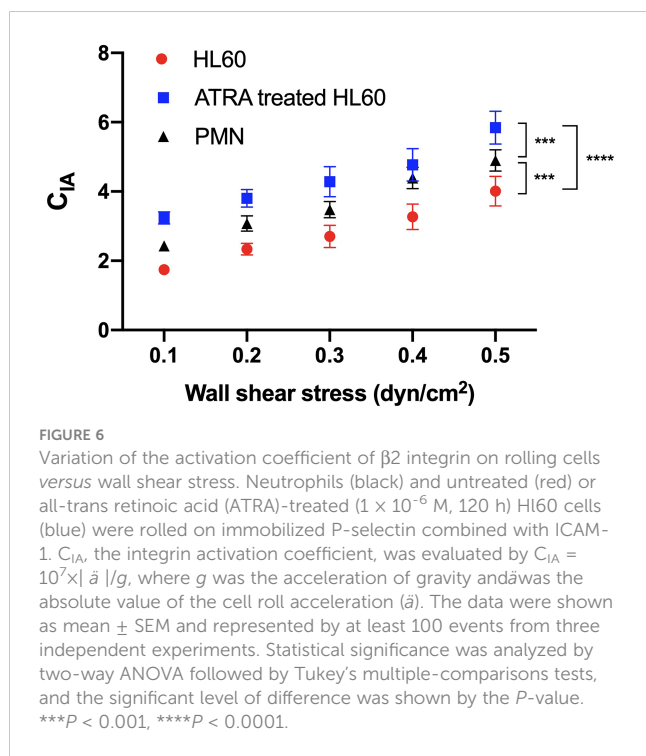 8
HL60
ATRA treated HL60
6
PMN
***
****
***
4
C_IA
2
0
0.1 0.2 0.3 0.4 0.5
Wall shear stress (dyn/cm²)
FIGURE 6
Variation of the activation coefficient of β2 integrin on rolling cells
versus wall shear stress. Neutrophils (black) and untreated (red) or
all-trans retinoic acid (ATRA)-treated (1 × 10⁻⁶ M, 120 h) Hl60 cells
(blue) were rolled on immobilized P-selectin combined with ICAM-
1. C_IA, the integrin activation coefficient, was evaluated by C_IA =
10⁷×| ä |/g, where g was the acceleration of gravity andäwas the
absolute value of the cell roll acceleration (ä). The data were shown
as mean ± SEM and represented by at least 100 events from three
independent experiments. Statistical significance was analyzed by
two-way ANOVA followed by Tukey’s multiple-comparisons tests,
and the significant level of difference was shown by the P-value.
***P < 0.001, ****P < 0.0001.